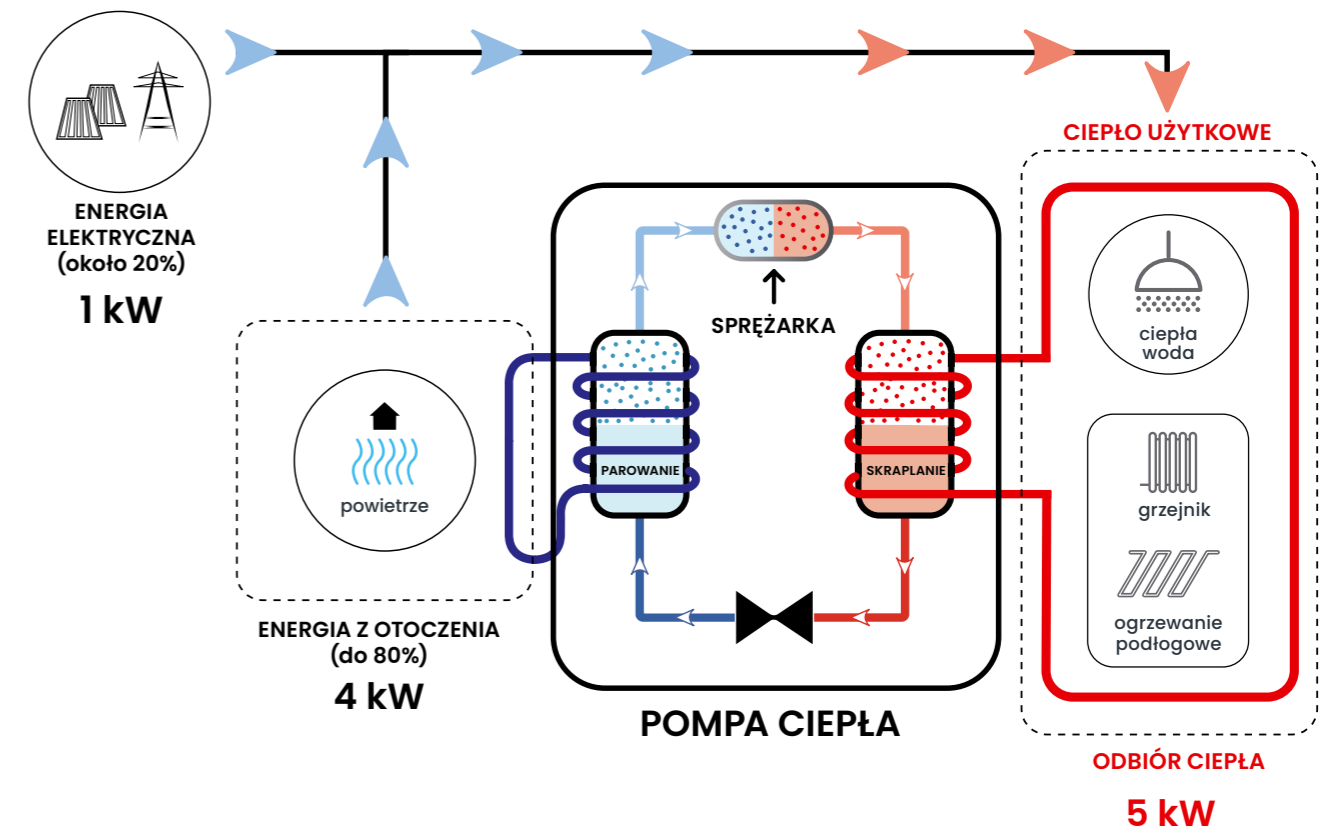 ENERGIA
ELEKTRYCZNA
(około 20%)
1 kW
CIEPŁO UŻYTKOWE
SPRĘŻARKA
ciepła
woda
powietrze
PAROWANIE
SKRAPLANIE
grzejnik
ogrzewanie
podłogowe
ENERGIA Z OTOCZENIA
(do 80%)
4 kW
POMPA CIEPŁA
ODBIÓR CIEPŁA
5 kW